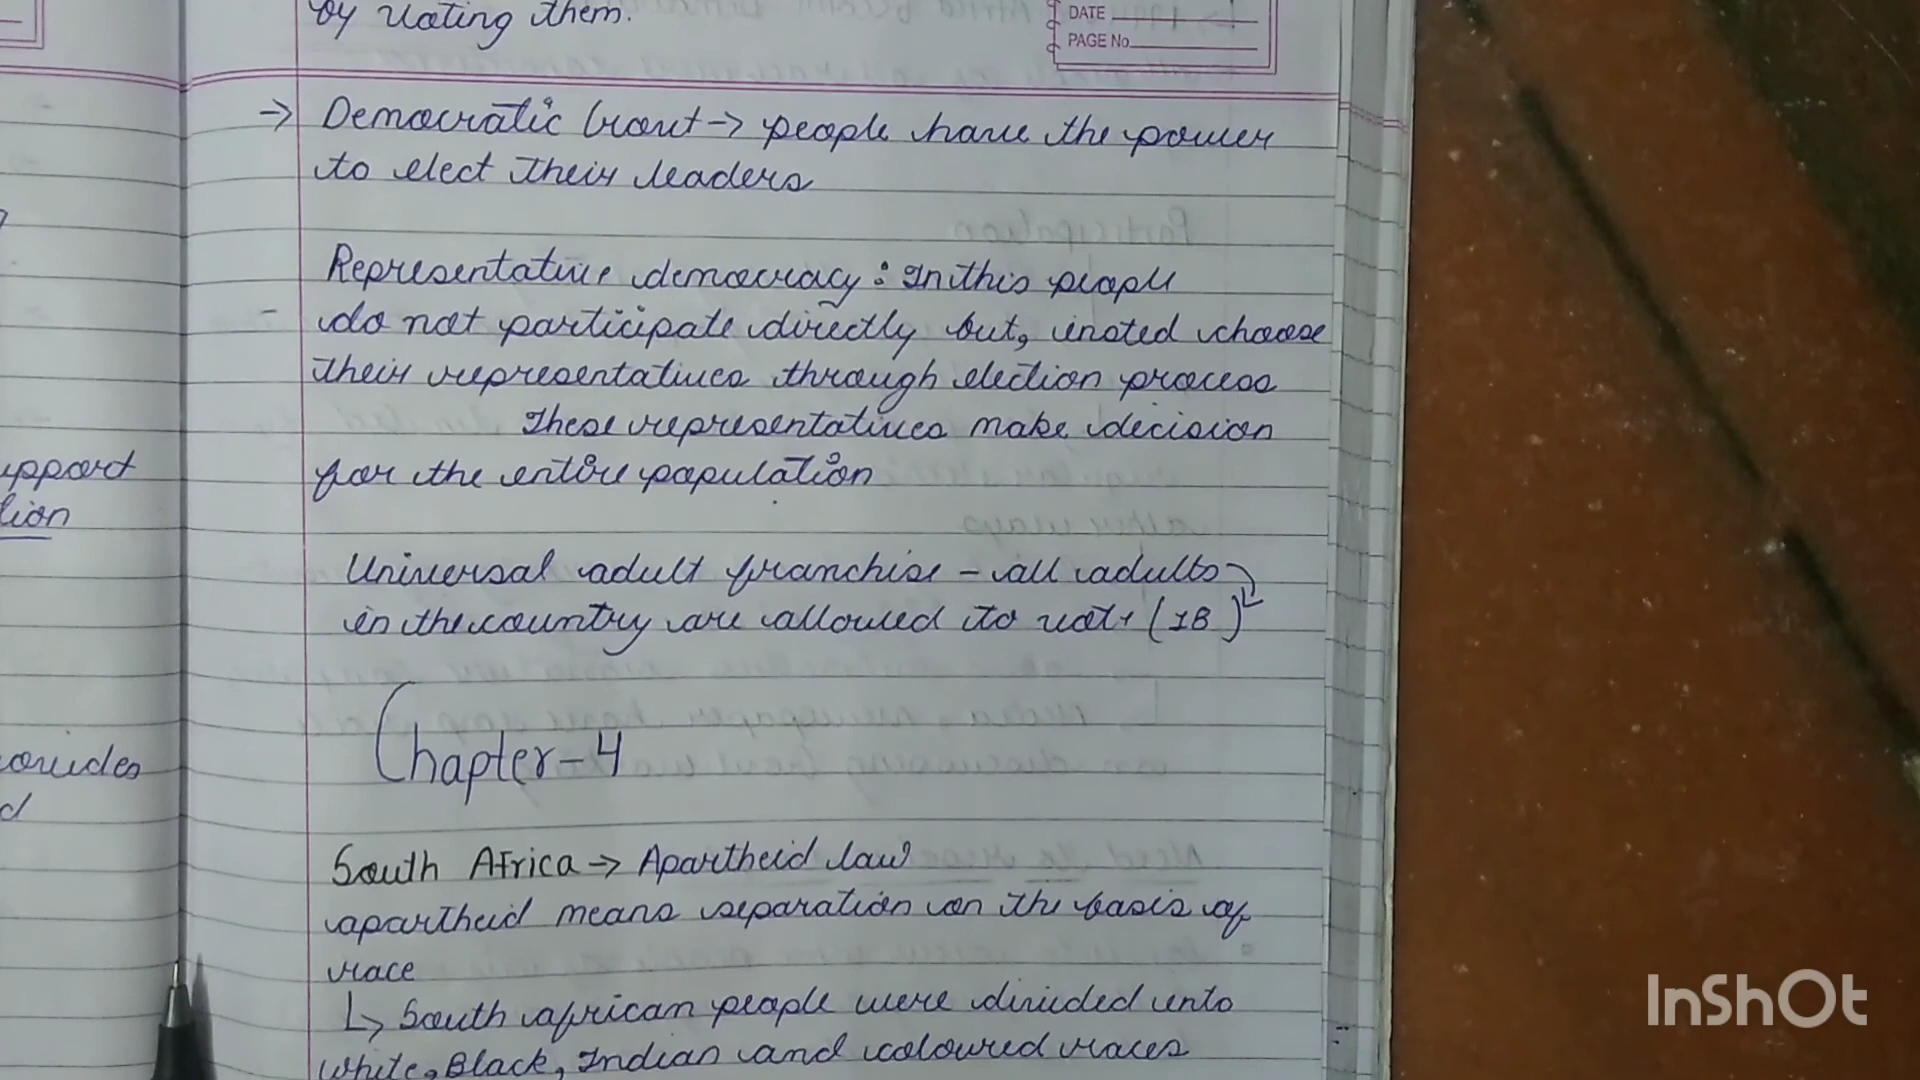 by voting them.
DATE
PAGE No.
→ Democratic Govt → people have the power
to elect their leaders
Representative democracy : In this people
- do not participate directly but, insted choose
their representatives through election process
These representatives make decision
for the entire population
Universal adult franchise - all adults
in the country are allowed to vote (18)
Chapter-4
South Africa → Apartheid law
apartheid means separation on the basis of
race
↳ South african people were divided into
White, Black, Indian and coloured races
upport
tion
ovides
d
InShOt